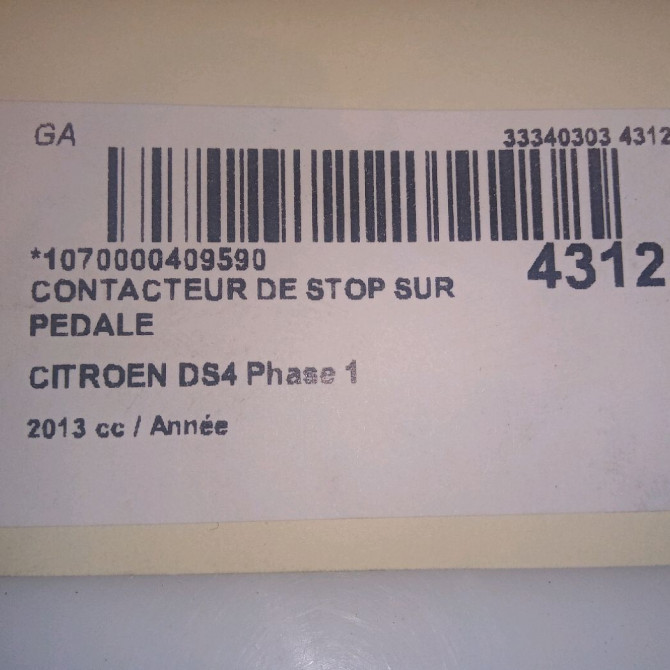 GA
33340303 4312
*1070000409590
4312
CONTACTEUR DE STOP SUR
PEDALE
CITROEN DS4 Phase 1
2013 cc / Année